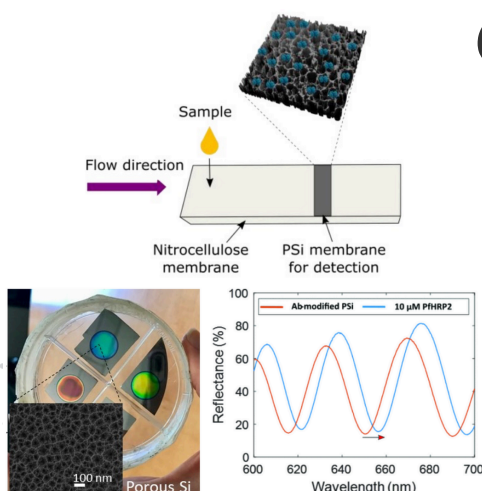 Sample
Flow direction
Nitrocellulose
membrane
PSi membrane
for detection
100 nm
Porous Si
Ab-modified PSi
10 µM PfHRP2
Reflectance (%)
100
80
60
40
20
0
600
620
640
660
680
700
Wavelength (nm)